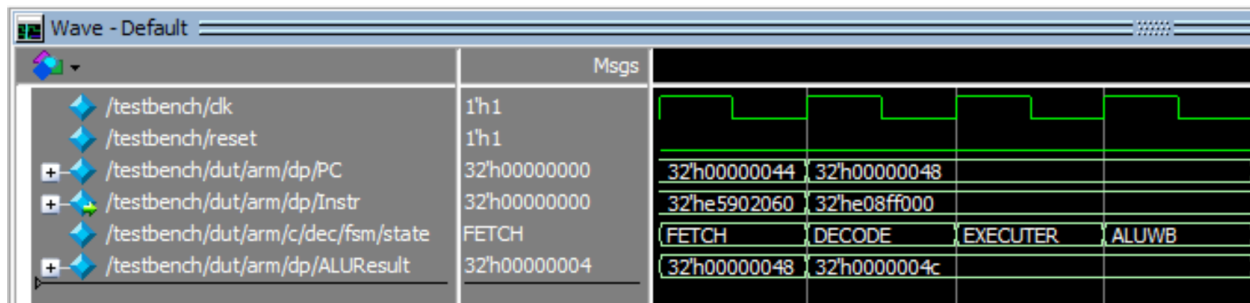 Wave - Default
Msgs
/testbench/clk 1'h1
/testbench/reset 1'h1
/testbench/dut/arm/dp/PC 32'h00000000 32'h00000044 32'h00000048
/testbench/dut/arm/dp/Instr 32'h00000000 32'he5902060 32'he08ff000
/testbench/dut/arm/c/dec/fsm/state FETCH FETCH DECODE EXECUTER ALUWB
/testbench/dut/arm/dp/ALUResult 32'h00000004 32'h00000048 32'h0000004c